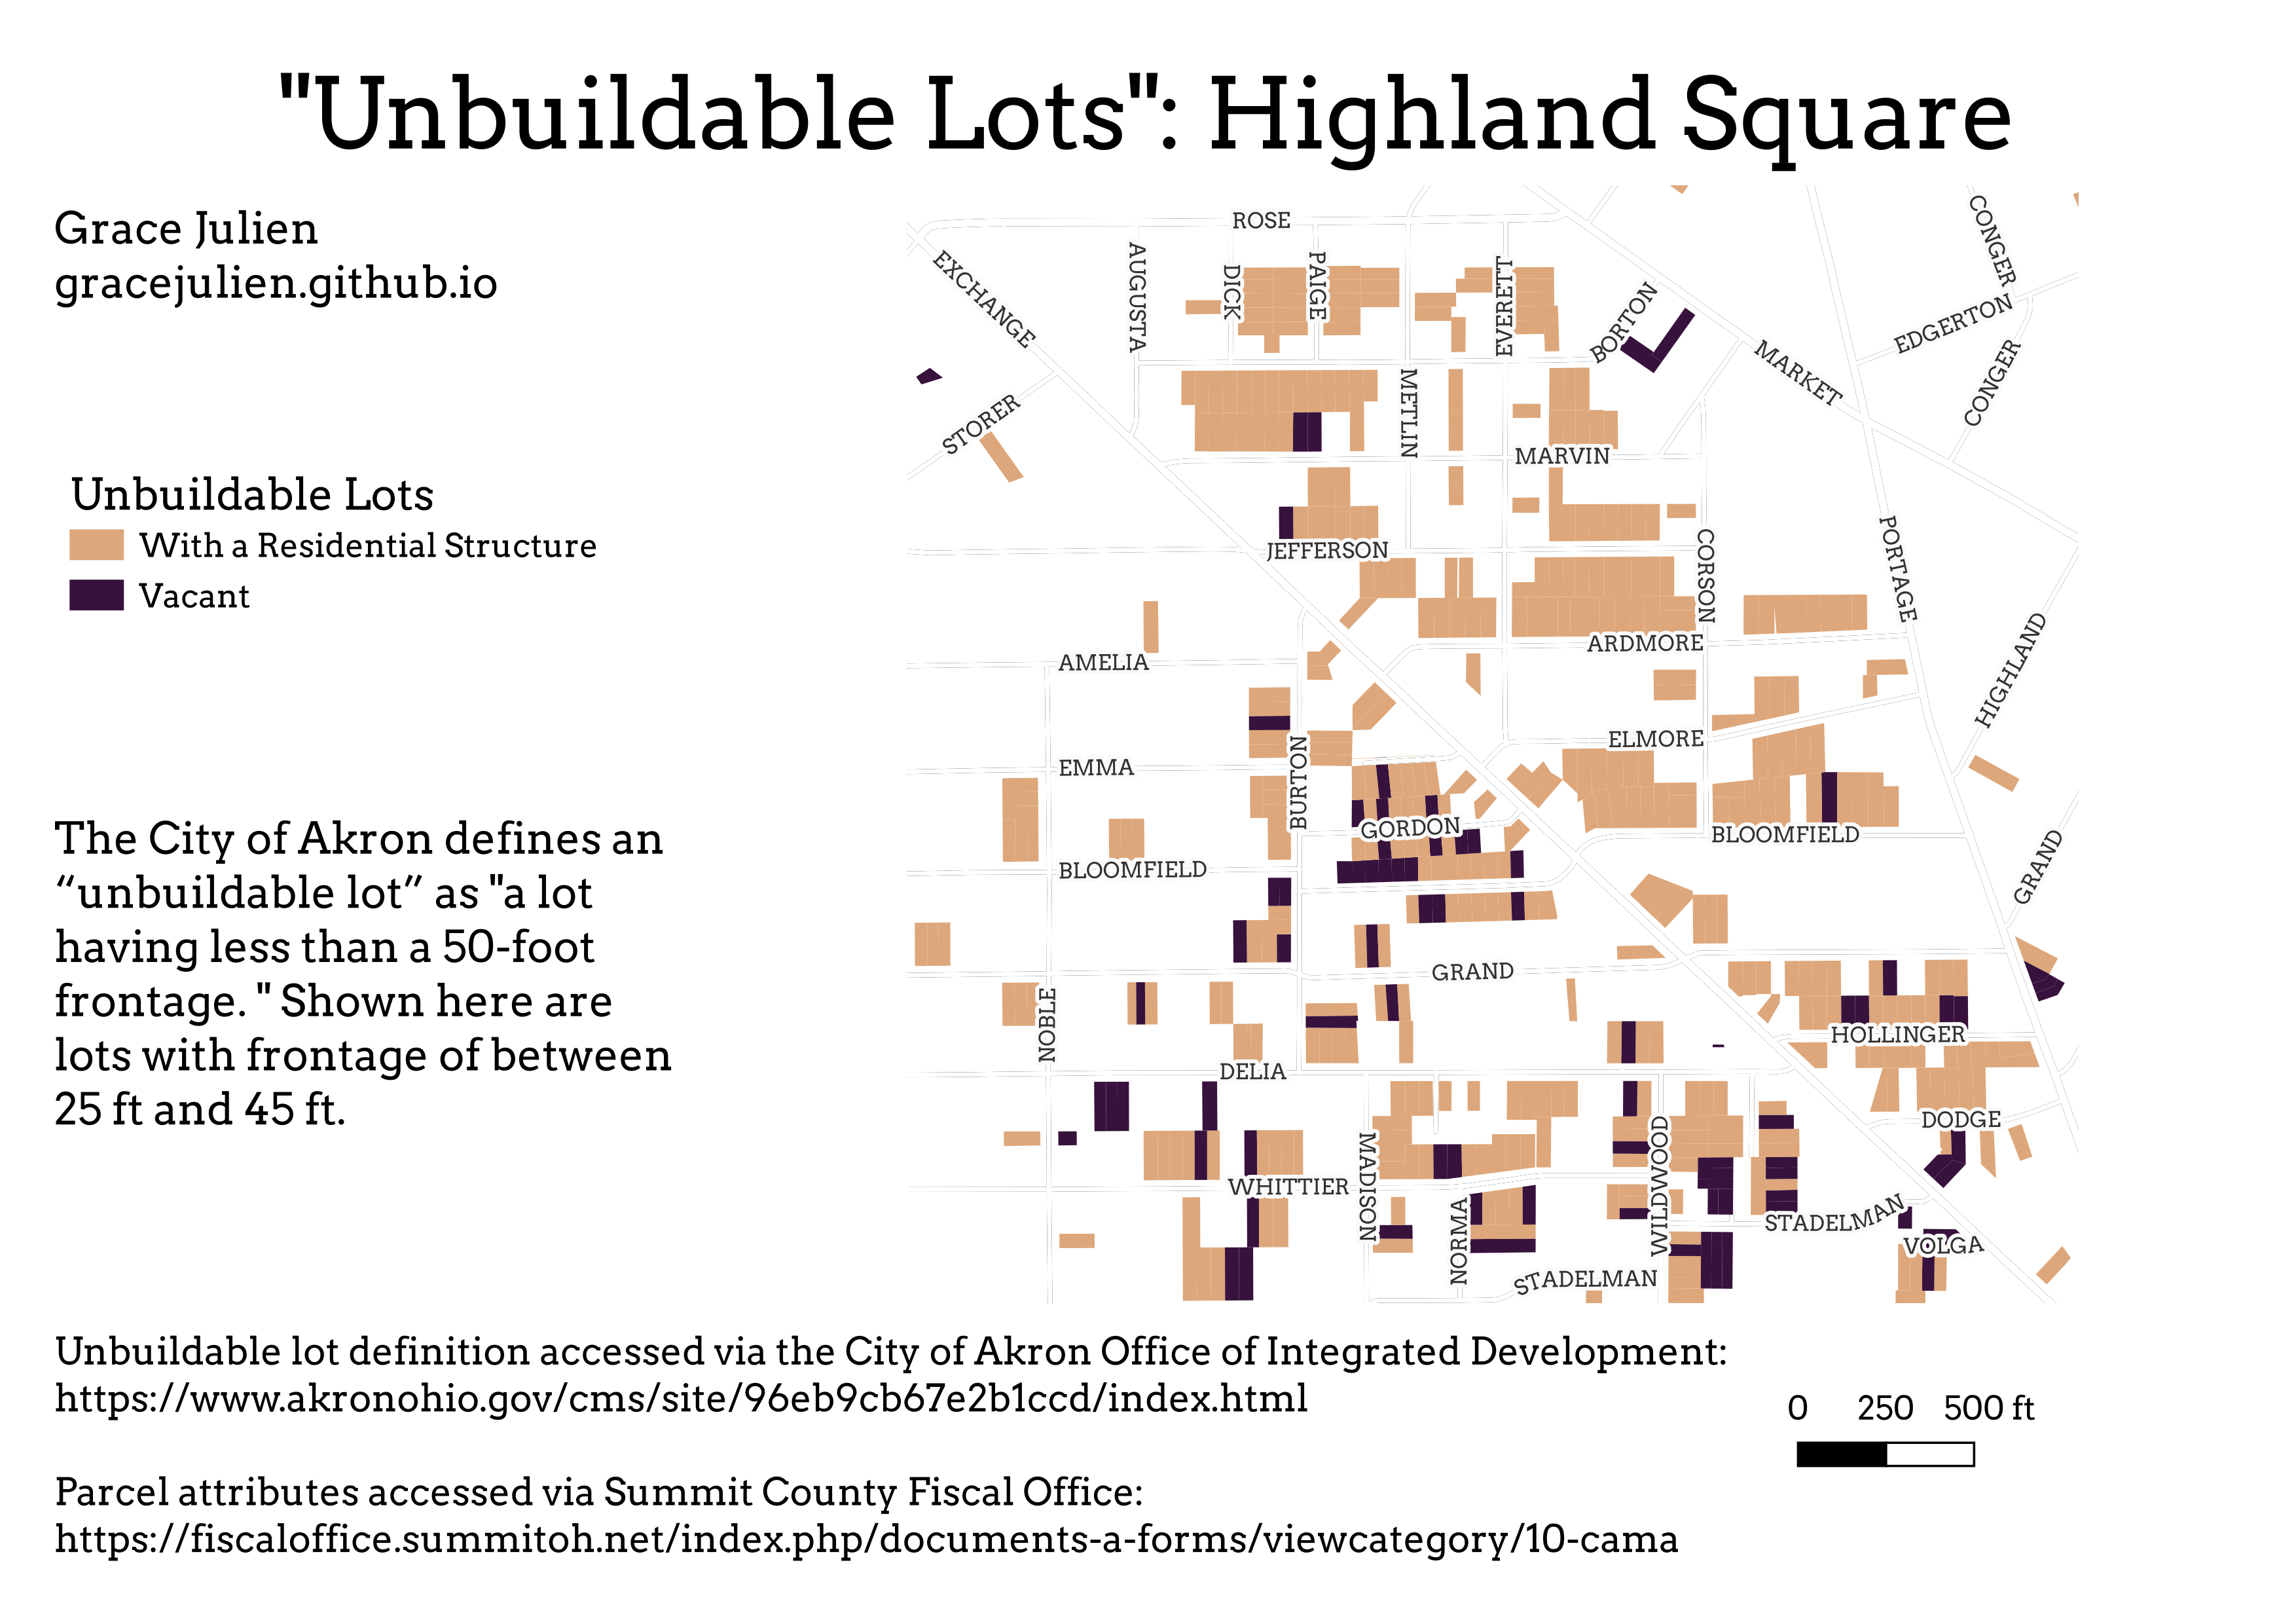 "Unbuildable Lots": Highland Square
Grace Julien
gracejulien.github.io
Unbuildable Lots
With a Residential Structure
Vacant
The City of Akron defines an
“unbuildable lot” as "a lot
having less than a 50-foot
frontage. " Shown here are
lots with frontage of between
25 ft and 45 ft.
ROSE
CONGER
EXCHANGE
AUGUSTA
DICK
PAIGE
EVERETT
BORTON
EDGERTON
MARKET
CONGER
STORER
METLIN
MARVIN
JEFFERSON
CORSON
PORTAGE
ARDMORE
HIGHLAND
AMELIA
ELMORE
EMMA
BURTON
GORDON
BLOOMFIELD
BLOOMFIELD
GRAND
GRAND
NOBLE
HOLLINGER
DELIA
DODGE
MADISON
WILDWOOD
WHITTIER
NORMA
STADELMAN
VOLGA
STADELMAN
Unbuildable lot definition accessed via the City of Akron Office of Integrated Development:
https://www.akronohio.gov/cms/site/96eb9cb67e2b1ccd/index.html
0 250 500 ft
Parcel attributes accessed via Summit County Fiscal Office:
https://fiscaloffice.summitoh.net/index.php/documents-a-forms/viewcategory/10-cama